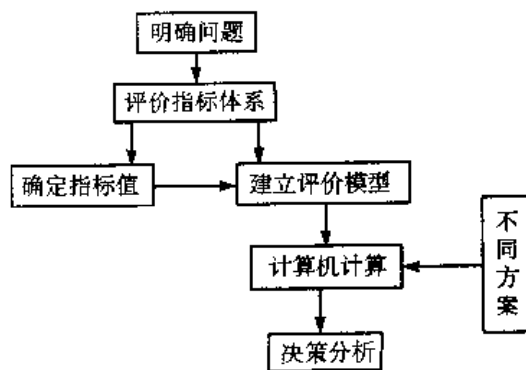 明确问题
评价指标体系
确定指标值
建立评价模型
不同方案
计算机计算
决策分析